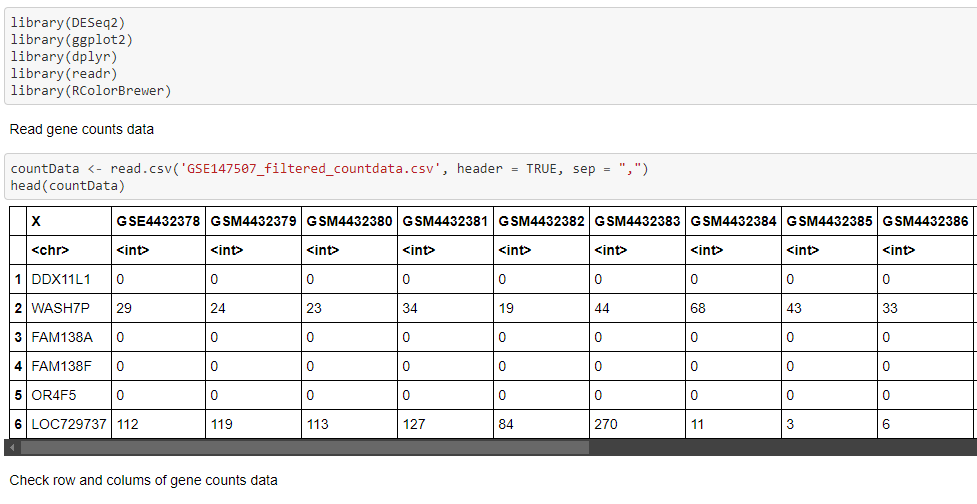 library(DESeq2)
library(ggplot2)
library(dplyr)
library(readr)
library(RColorBrewer)
Read gene counts data
countData <- read.csv('GSE147507_filtered_countdata.csv', header = TRUE, sep = ",")
head(countData)
X GSE4432378 GSM4432379 GSM4432380 GSM4432381 GSM4432382 GSM4432383 GSM4432384 GSM4432385 GSM4432386
<chr> <int> <int> <int> <int> <int> <int> <int> <int> <int>
1 DDX11L1 0 0 0 0 0 0 0 0 0
2 WASH7P 29 24 23 34 19 44 68 43 33
3 FAM138A 0 0 0 0 0 0 0 0 0
4 FAM138F 0 0 0 0 0 0 0 0 0
5 OR4F5 0 0 0 0 0 0 0 0 0
6 LOC729737 112 119 113 127 84 270 11 3 6
Check row and colums of gene counts data